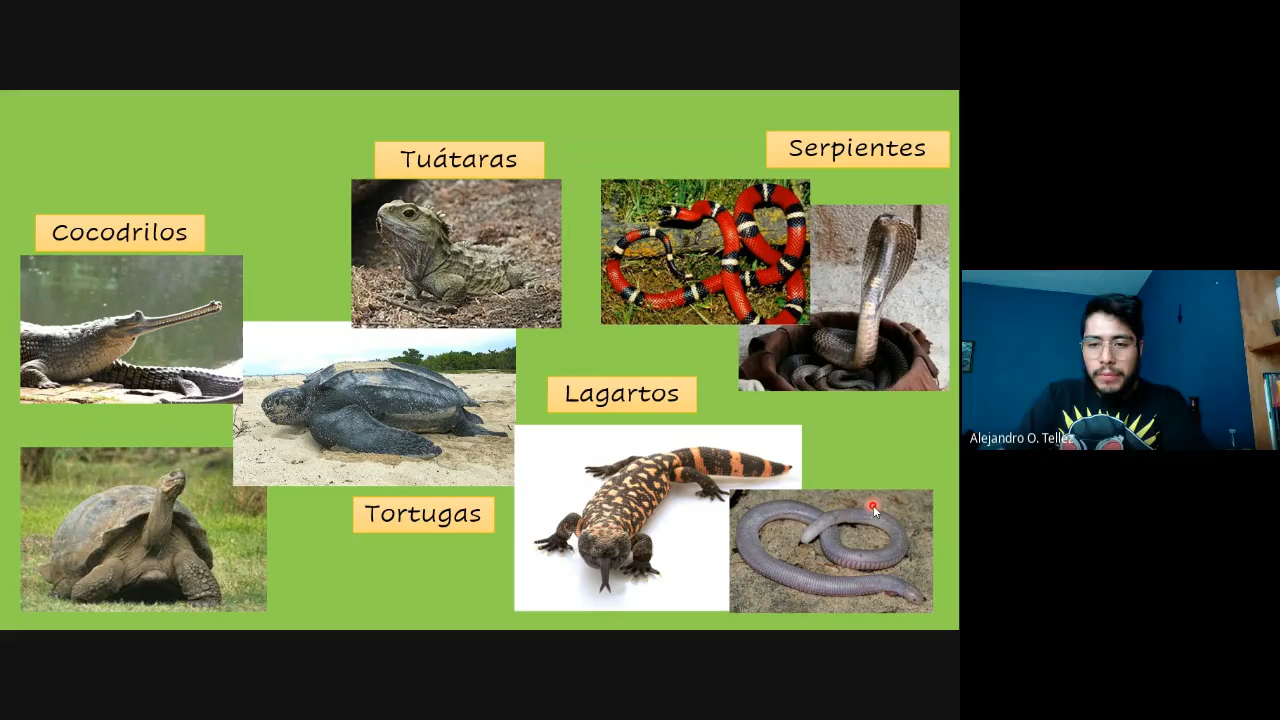 Tuátaras
Serpientes
Cocodrilos
Lagartos
Tortugas
Alejandro O. Tellez